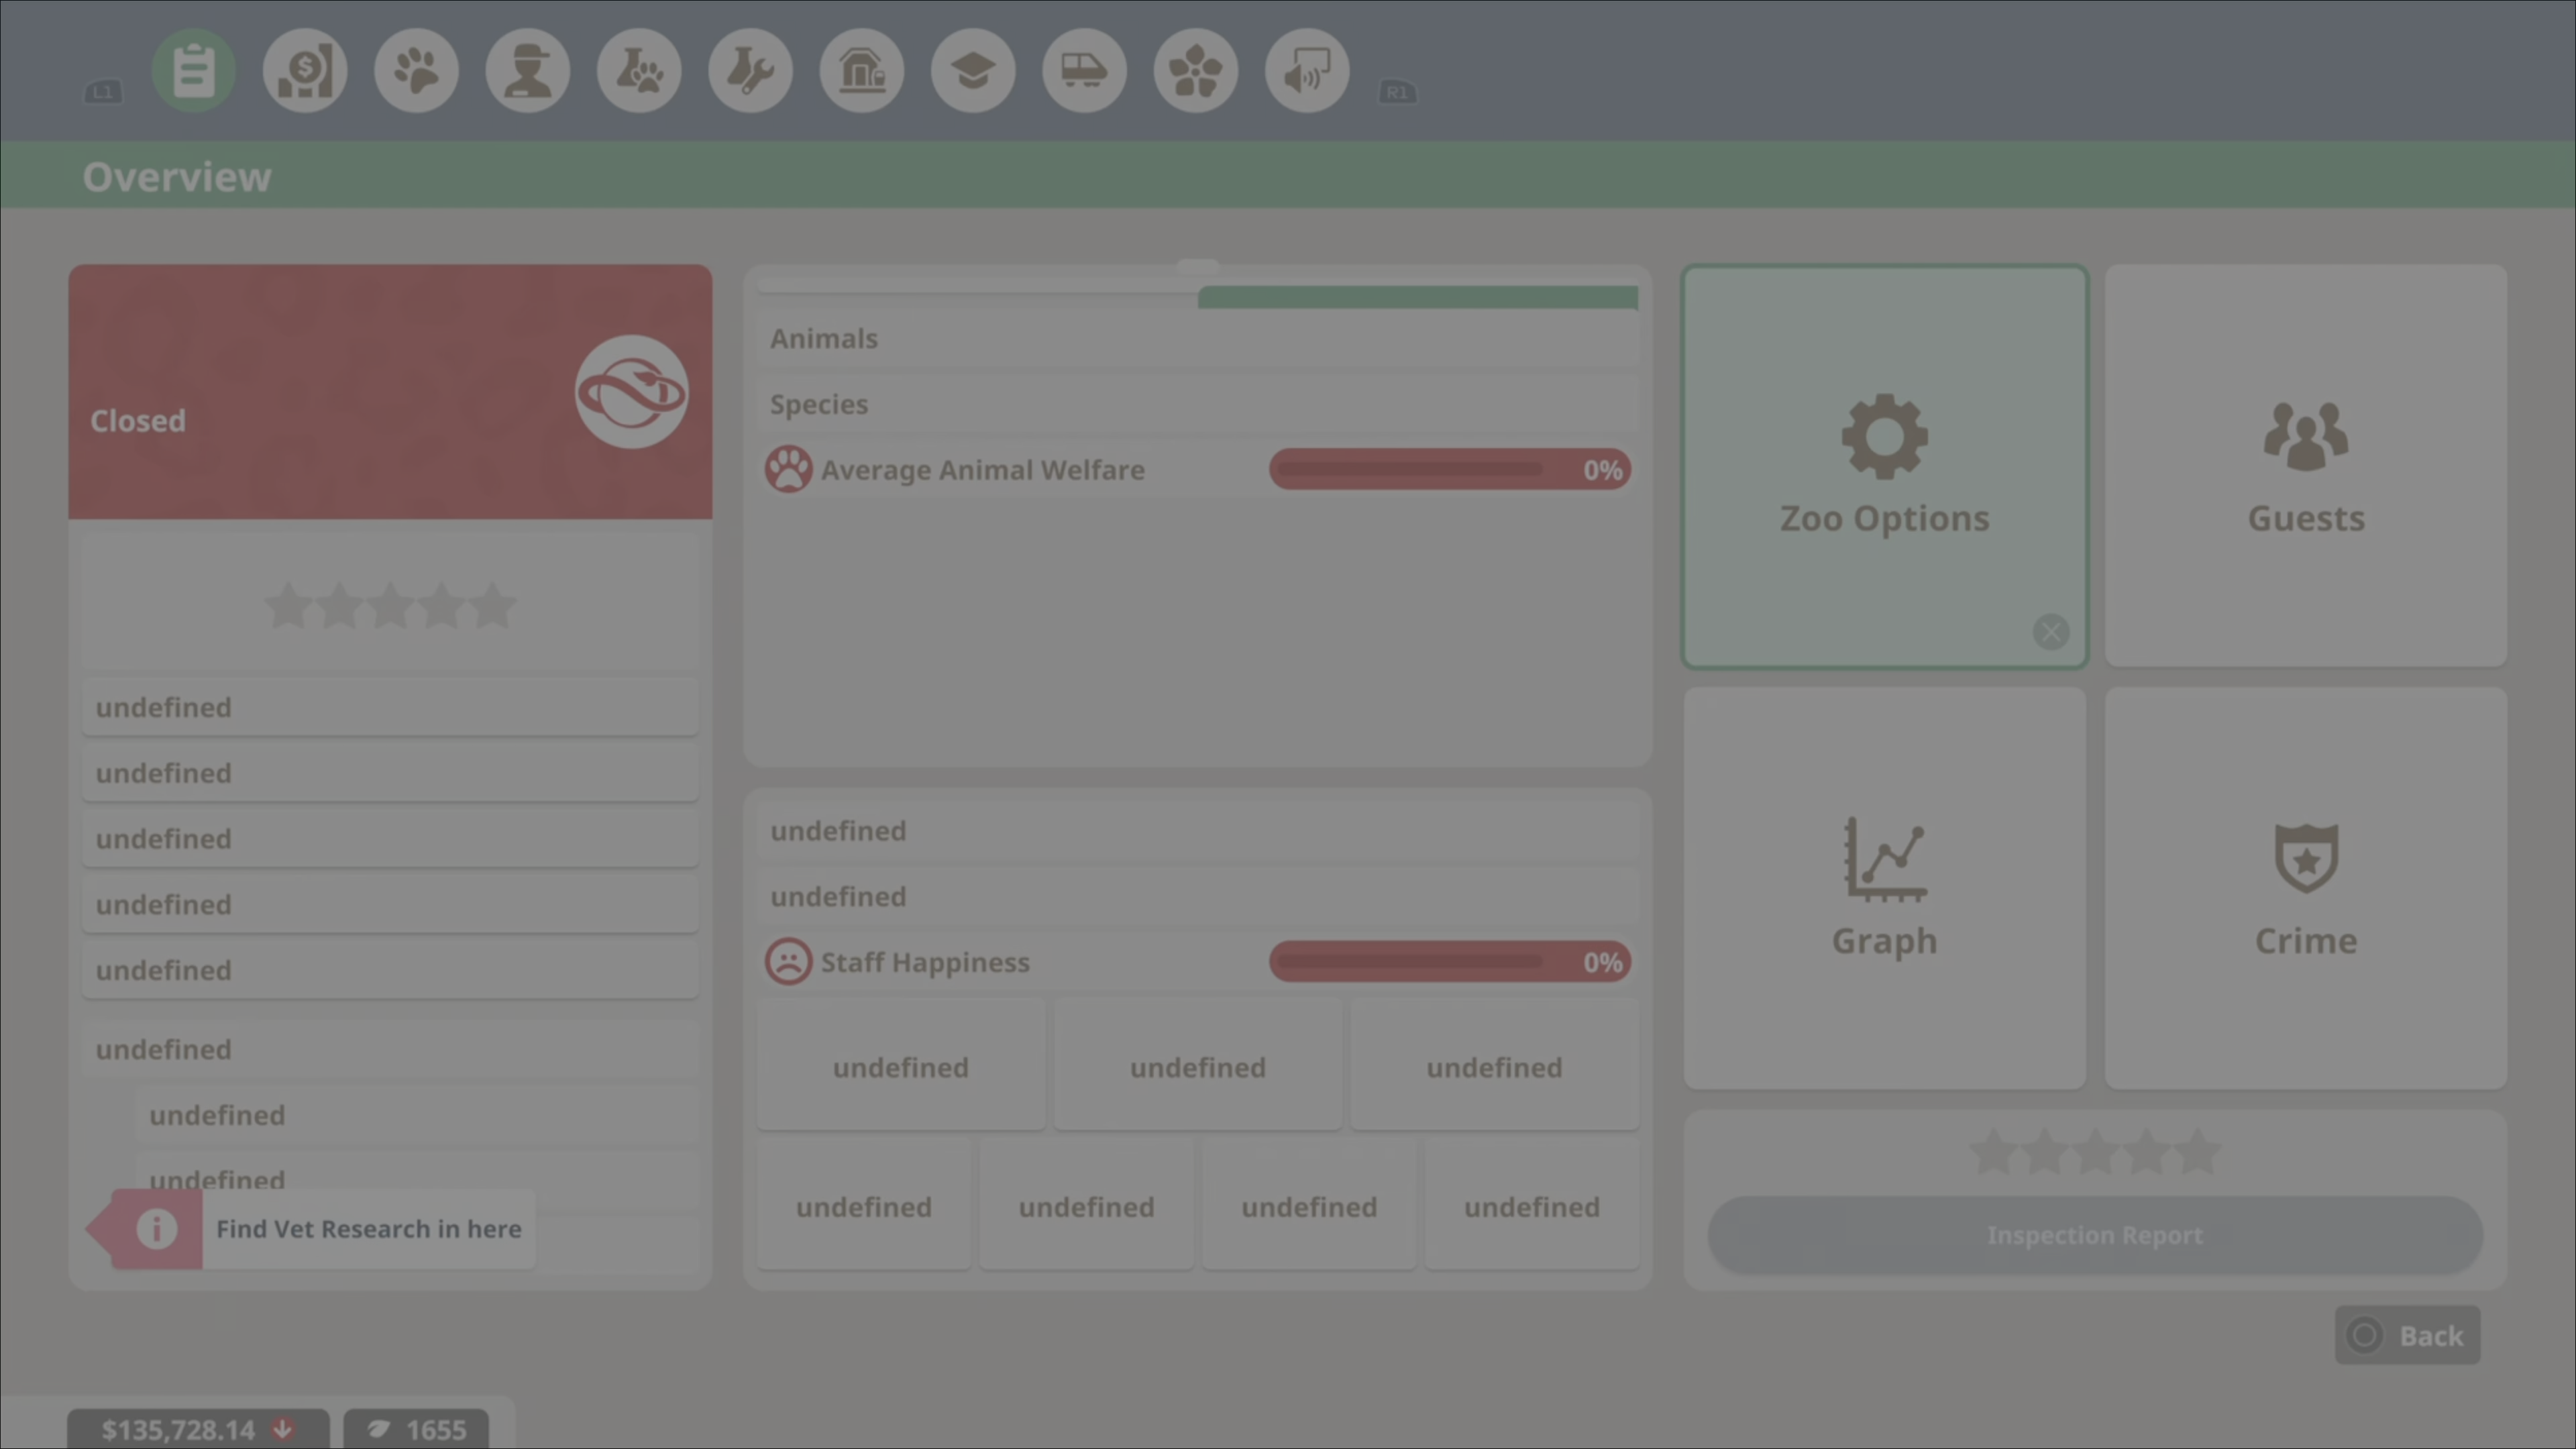 L1
R1
Overview
Closed
undefined
undefined
undefined
undefined
undefined
undefined
undefined
undefined
Find Vet Research in here
Animals
Species
Average Animal Welfare 0%
undefined
undefined
Staff Happiness 0%
undefined undefined undefined
undefined undefined undefined undefined
Zoo Options
Guests
Graph
Crime
Inspection Report
Back
$135,728.14 1655